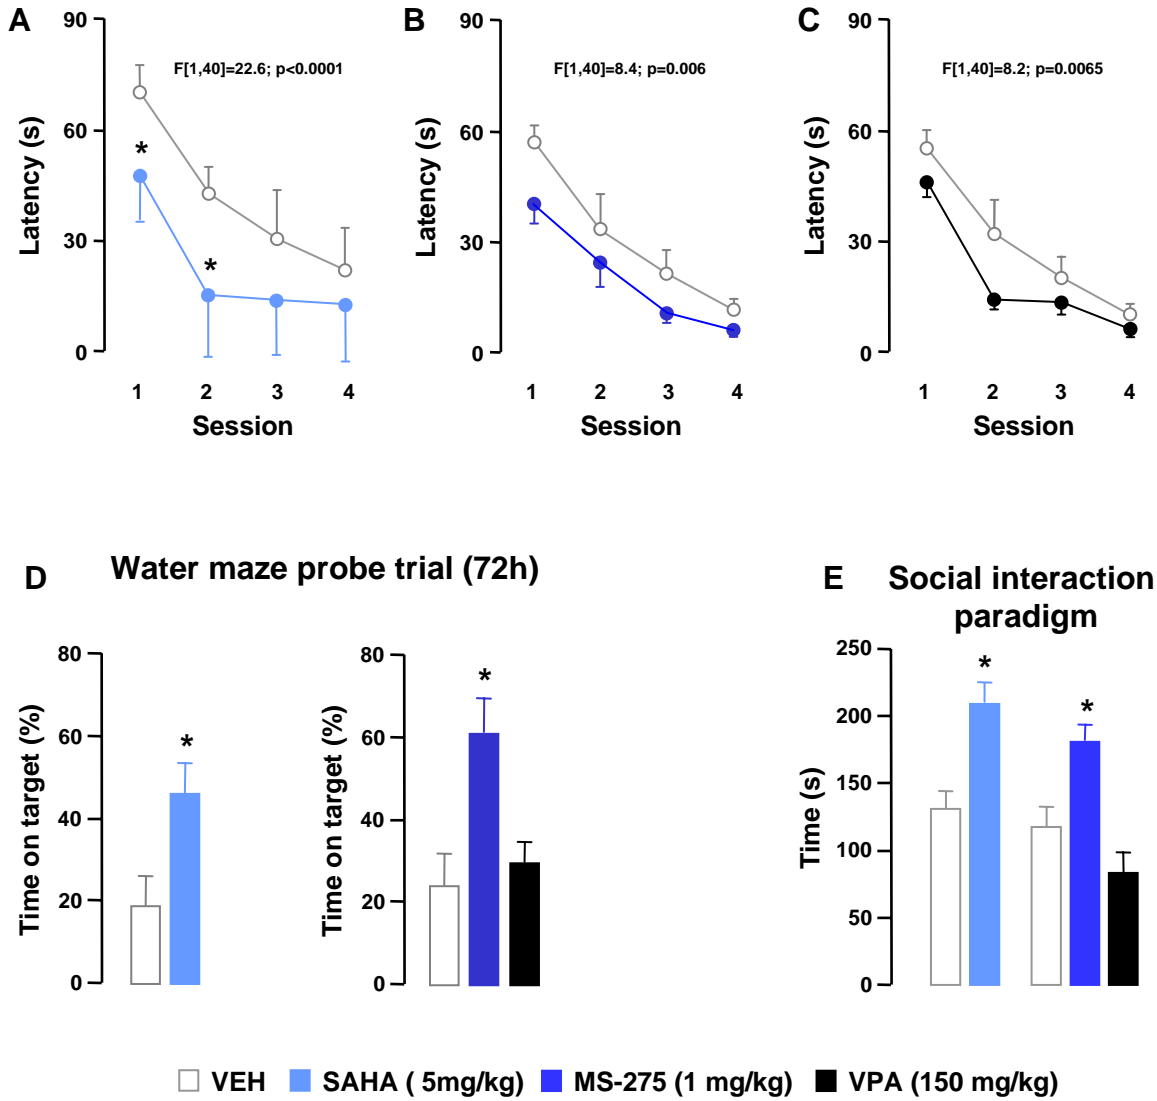 A
90
60
30
0
Latency (s)
F[1,40]=22.6; p<0.0001
*
*
1 2 3 4
Session
B
90
60
30
0
Latency (s)
F[1,40]=8.4; p=0.006
1 2 3 4
Session
C
90
60
30
0
Latency (s)
F[1,40]=8.2; p=0.0065
1 2 3 4
Session
D
Water maze probe trial (72h)
80
60
40
20
0
Time on target (%)
*
80
60
40
20
0
Time on target (%)
*
E
Social interaction
paradigm
250
200
150
100
50
0
Time (s)
*
*
VEH SAHA ( 5mg/kg) MS-275 (1 mg/kg) VPA (150 mg/kg)